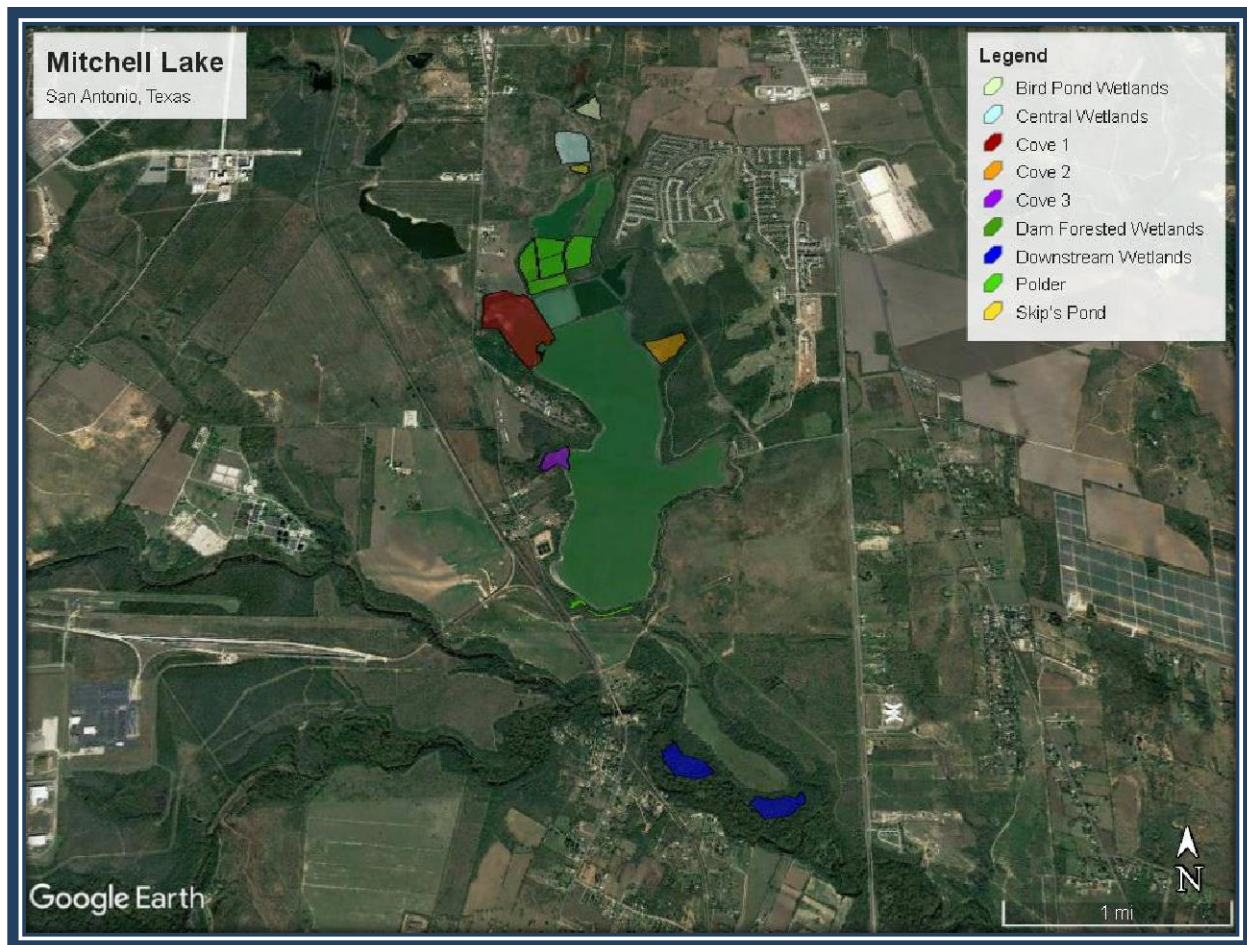 Mitchell Lake
San Antonio, Texas
Legend
Bird Pond Wetlands
Central Wetlands
Cove 1
Cove 2
Cove 3
Dam Forested Wetlands
Downstream Wetlands
Polder
Skip's Pond
Google Earth
N
1 mi